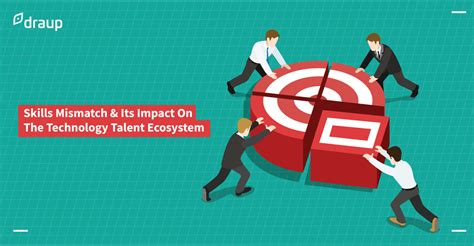 draup
Skills Mismatch & Its Impact On
The Technology Talent Ecosystem